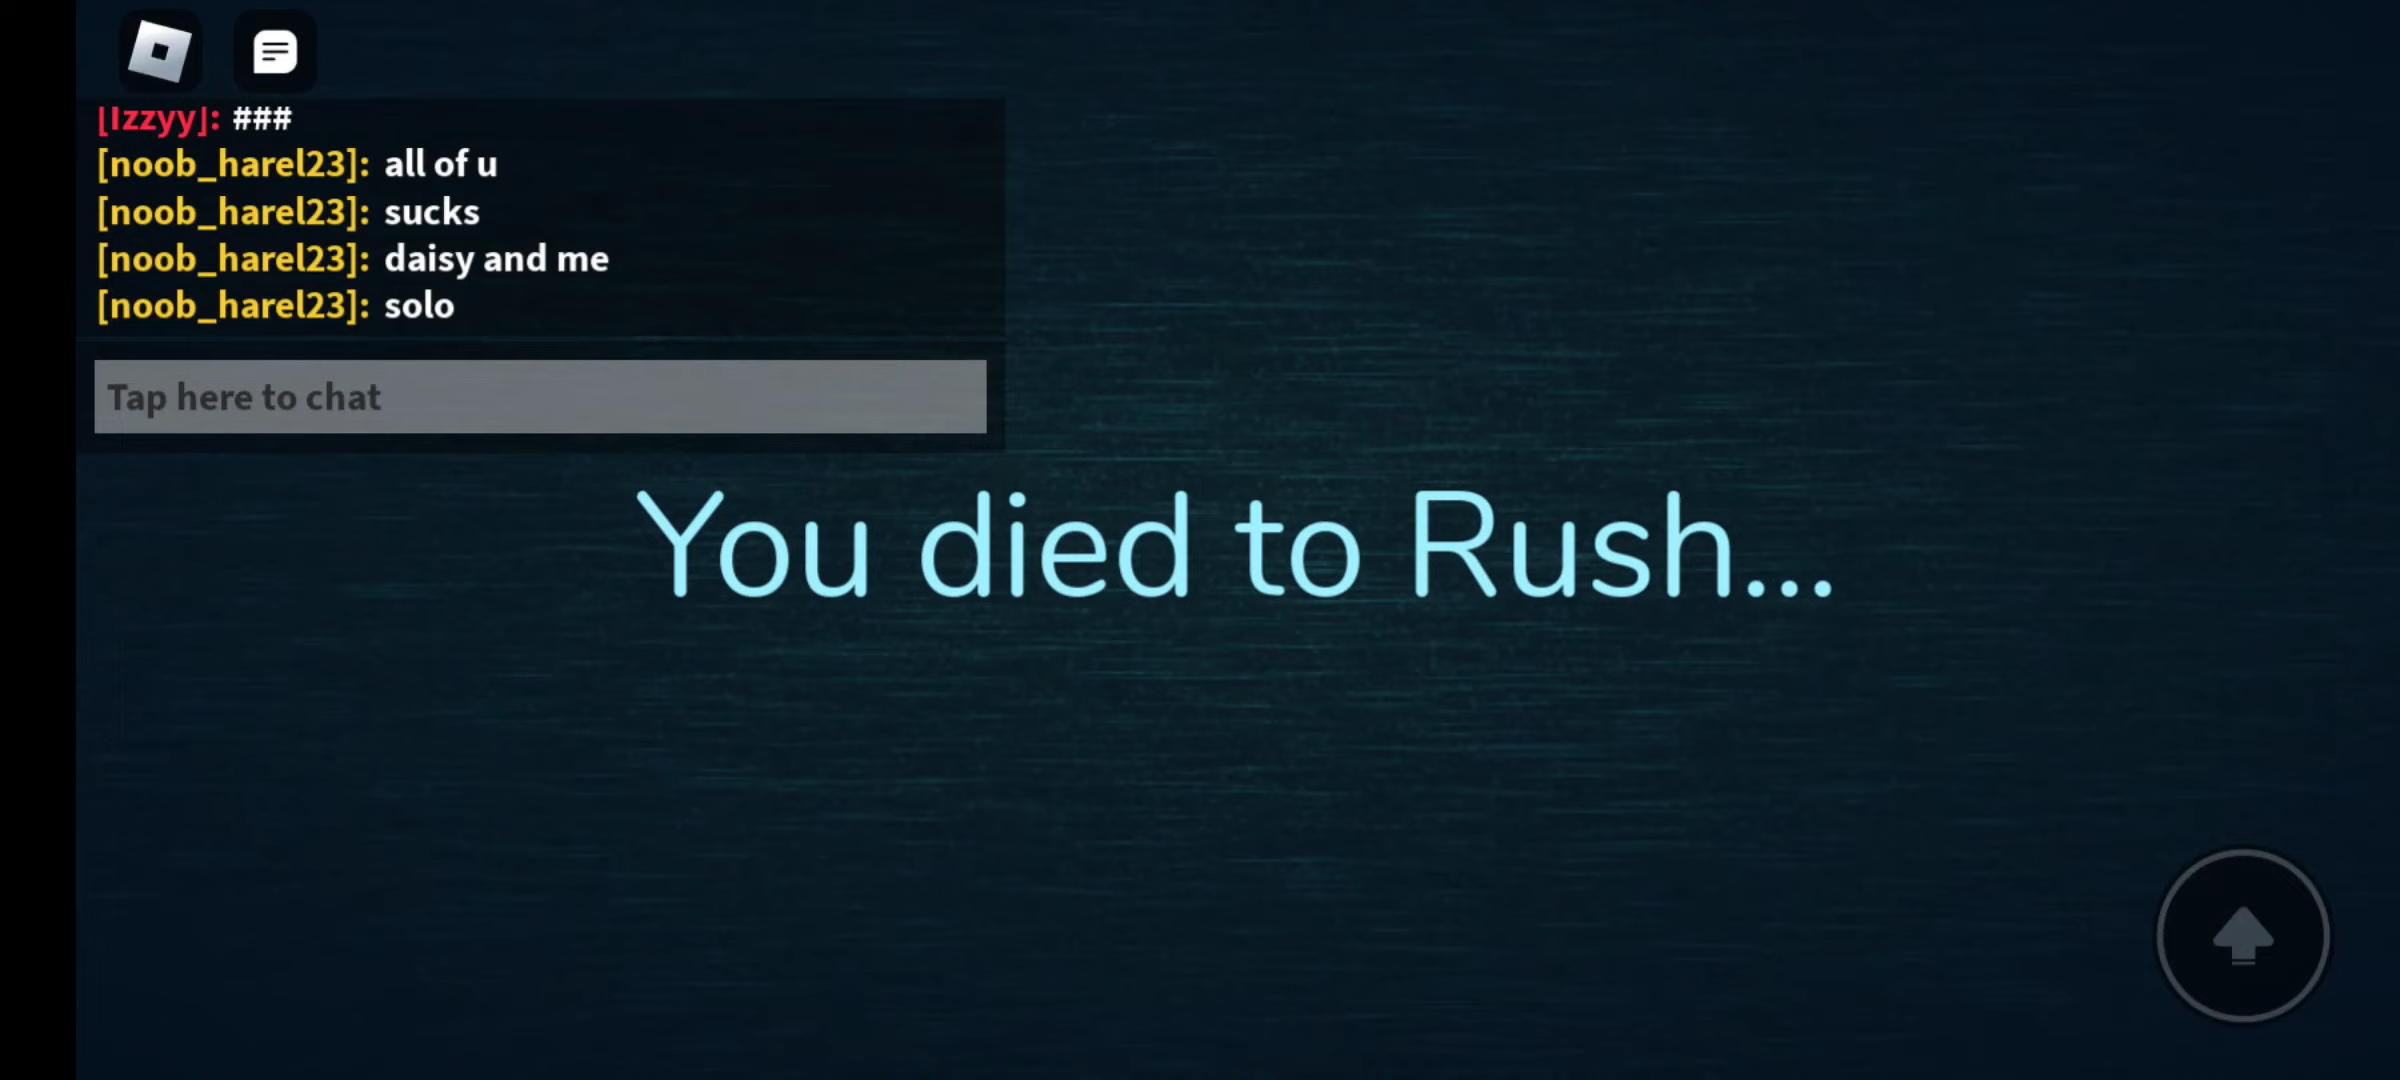 [Izzyy]: ###
[noob_harel23]: all of u
[noob_harel23]: sucks
[noob_harel23]: daisy and me
[noob_harel23]: solo
Tap here to chat
You died to Rush...